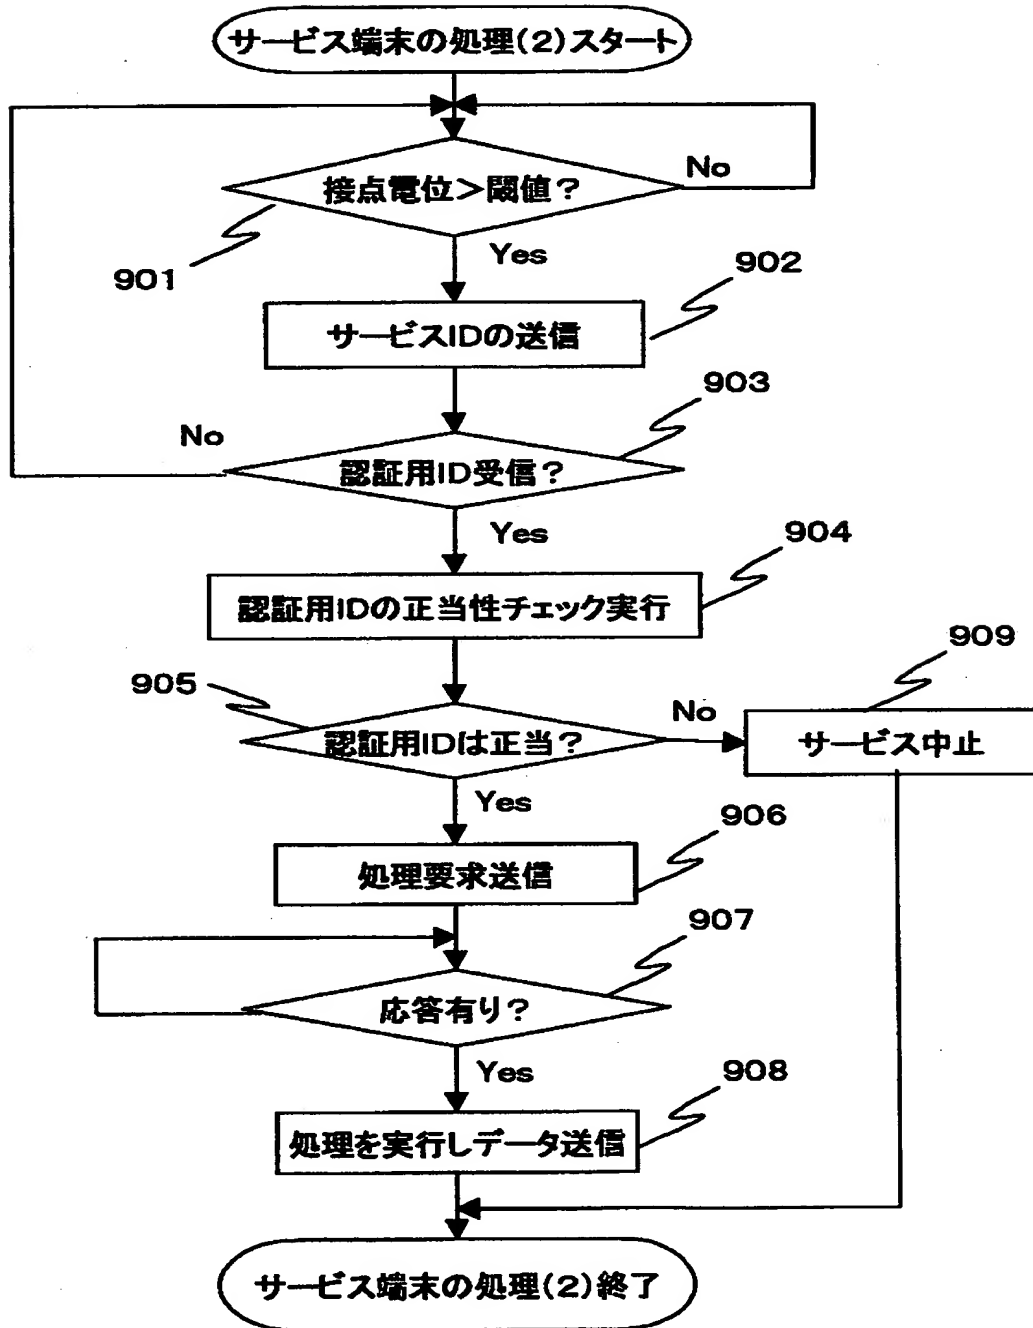 サービス端末の処理(2)スタート
接点電位>閾値?
No
901
Yes
902
サービスIDの送信
903
No
認証用ID受信?
Yes
904
認証用IDの正当性チェック実行
909
905
認証用IDは正当?
No
サービス中止
Yes
906
処理要求送信
907
応答有り?
Yes
908
処理を実行しデータ送信
サービス端末の処理(2)終了